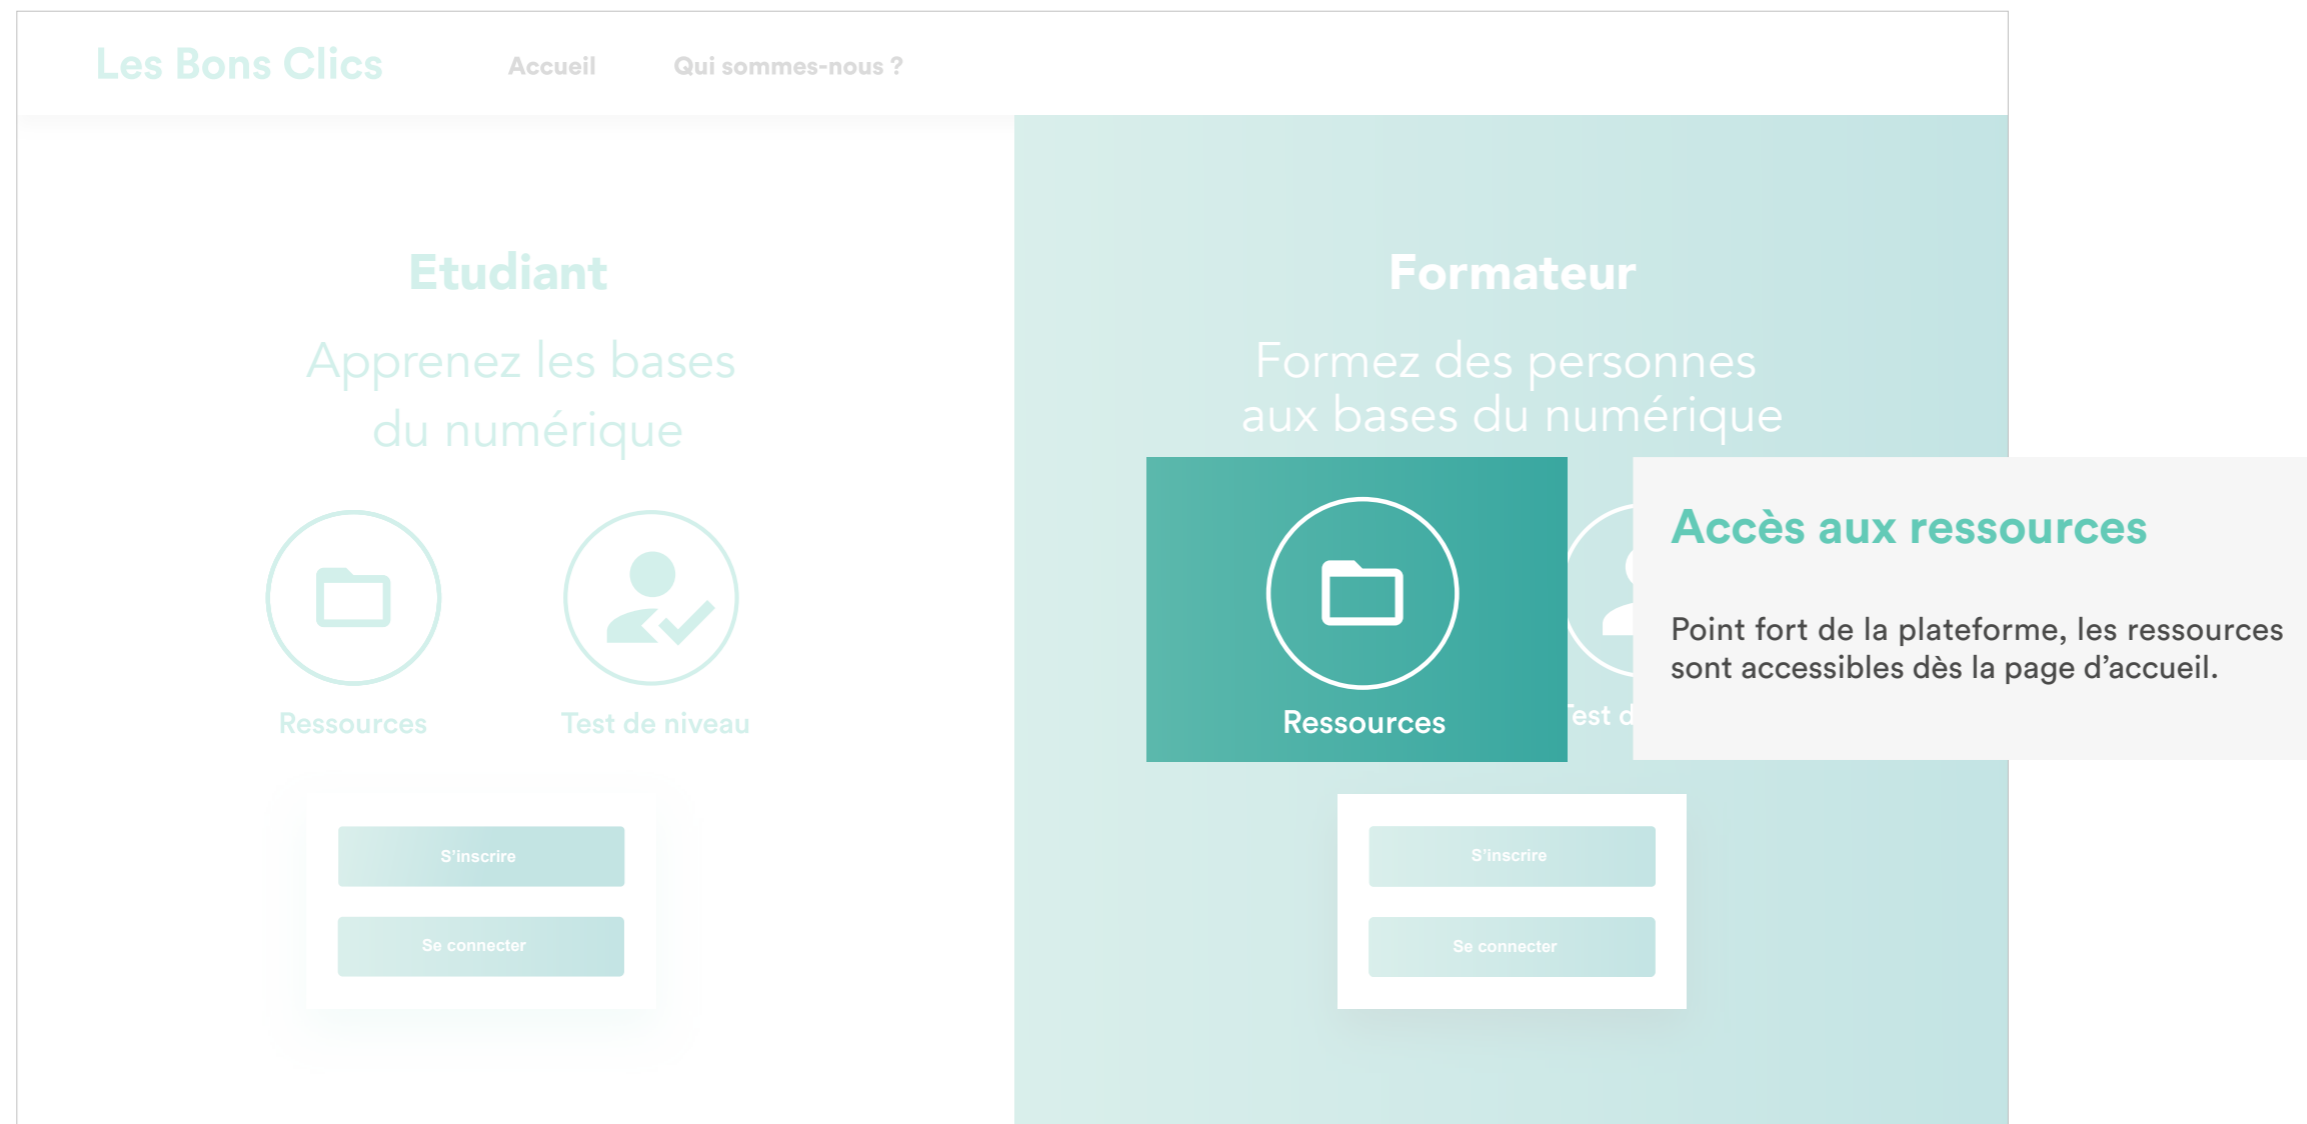 Les Bons Clics
Accueil
Qui sommes-nous ?
Etudiant
Apprenez les bases
du numérique
Ressources
Test de niveau
S'inscrire
Se connecter
Formateur
Formez des personnes
aux bases du numérique
Ressources
S'inscrire
Se connecter
Accès aux ressources
Point fort de la plateforme, les ressources
sont accessibles dès la page d’accueil.